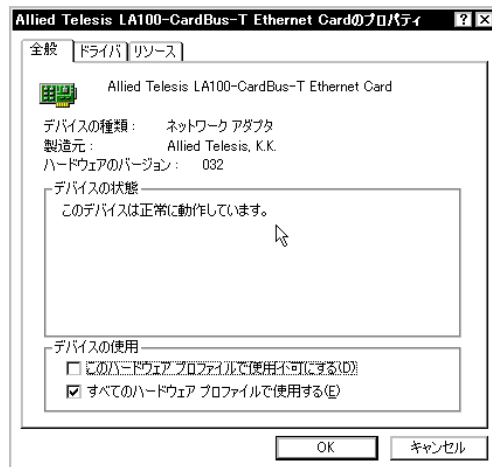 Allied Telesis LA100-CardBus-T Ethernet Cardのプロパティ
全般 ドライバ リソース
Allied Telesis LA100-CardBus-T Ethernet Card
デバイスの種類： ネットワーク アダプタ
製造元： Allied Telesis, K.K.
ハードウェアのバージョン： 032
デバイスの状態
このデバイスは正常に動作しています。
デバイスの使用
このハードウェア プロファイルで使用不可にする(D)
すべてのハードウェア プロファイルで使用する(E)
OK キャンセル